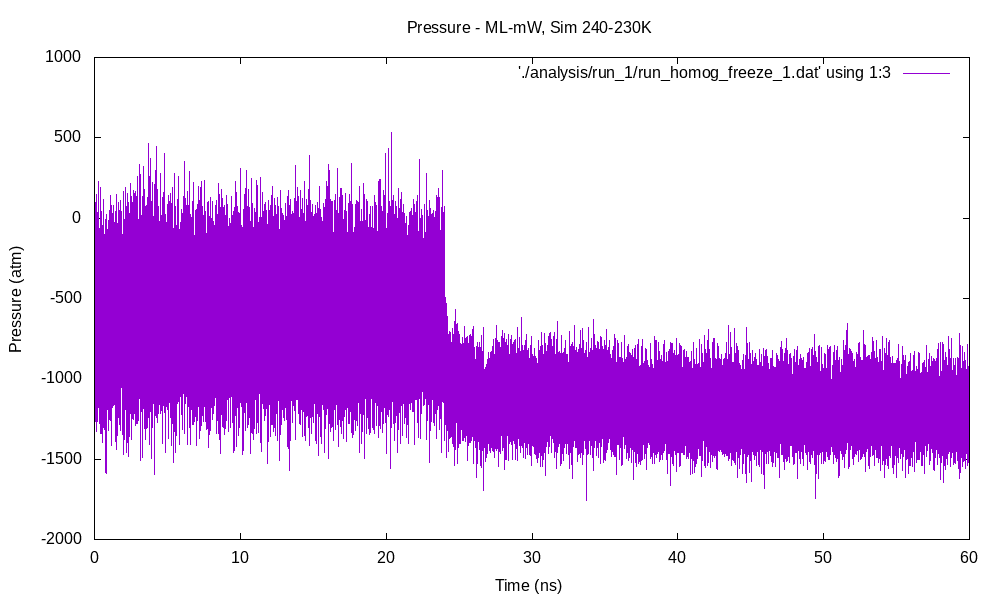 Pressure - ML-mW, Sim 240-230K
'./analysis/run_1/run_homog_freeze_1.dat' using 1:3
1000
500
0
-500
-1000
-1500
-2000
Pressure (atm)
0 10 20 30 40 50 60
Time (ns)